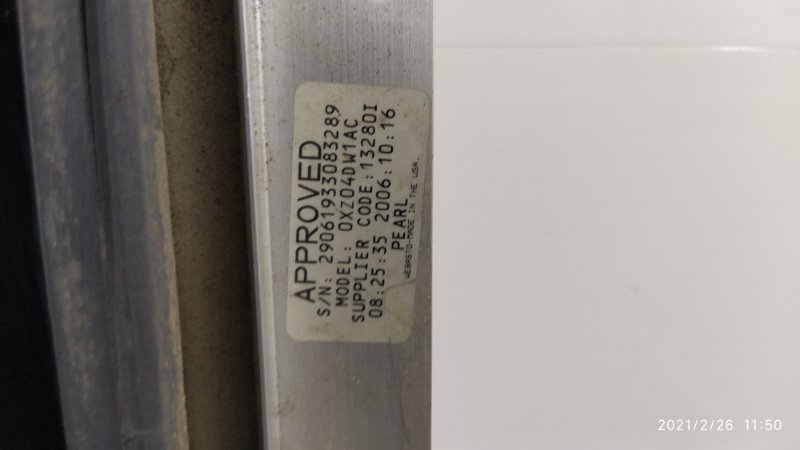 APPROVED
S/N: 290619333083289
MODEL: 0XZ04DW1AC
SUPPLIER CODE:13280I
08:25:35 2006:10:16
PEARL
WEBASTO-MADE IN THE USA.
2021/2/26 11:50